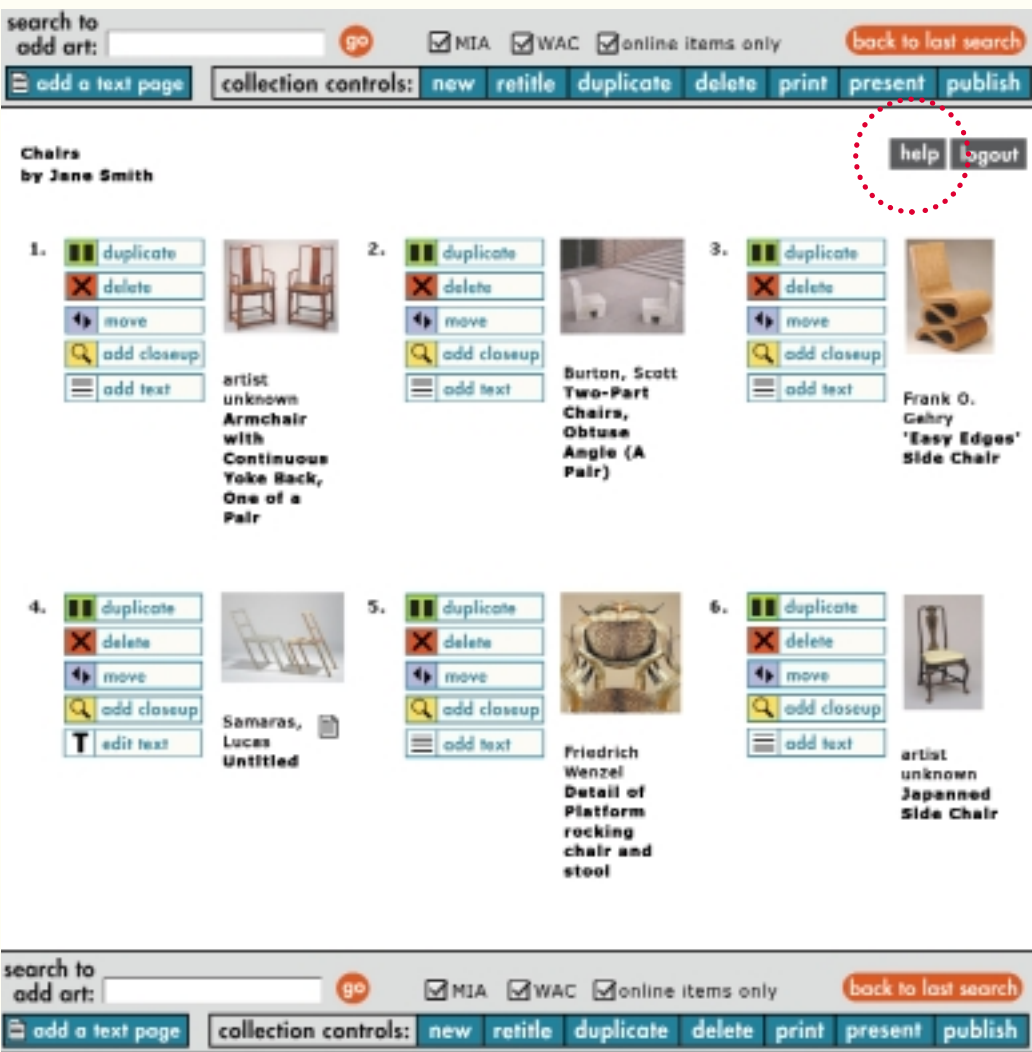 search to
add art:
go
MIA WAC online items only
back to last search
add a text page
collection controls: new retitle duplicate delete print present publish
Chairs
by Jane Smith
help logout
1.
duplicate
delete
move
add closeup
add text
artist
unknown
Armchair
with
Continuous
Yoke Back,
One of a
Pair
2.
duplicate
delete
move
add closeup
add text
Burton, Scott
Two-Part
Chairs,
Obtuse
Angle (A
Pair)
3.
duplicate
delete
move
add closeup
add text
Frank O.
Gehry
'Easy Edges'
Side Chair
4.
duplicate
delete
move
add closeup
edit text
Samaras,
Lucas
Untitled
5.
duplicate
delete
move
add closeup
add text
Friedrich
Wenzel
Detail of
Platform
rocking
chair and
stool
6.
duplicate
delete
move
add closeup
add text
artist
unknown
Japanned
Side Chair
search to
add art:
go
MIA WAC online items only
back to last search
add a text page
collection controls: new retitle duplicate delete print present publish